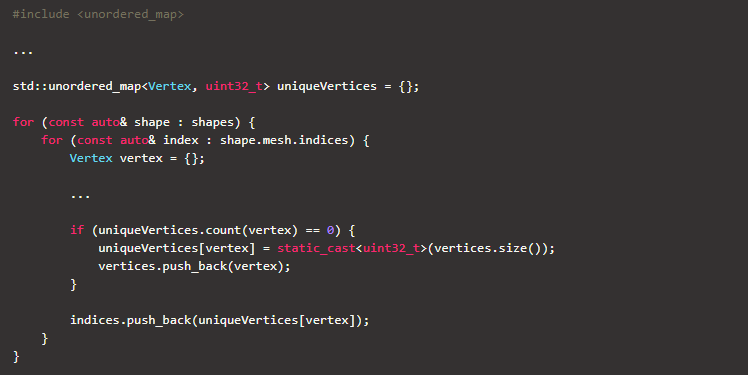 #include <unordered_map>

...

std::unordered_map<Vertex, uint32_t> uniqueVertices = {};

for (const auto& shape : shapes) {
    for (const auto& index : shape.mesh.indices) {
        Vertex vertex = {};

        ...

        if (uniqueVertices.count(vertex) == 0) {
            uniqueVertices[vertex] = static_cast<uint32_t>(vertices.size());
            vertices.push_back(vertex);
        }

        indices.push_back(uniqueVertices[vertex]);
    }
}